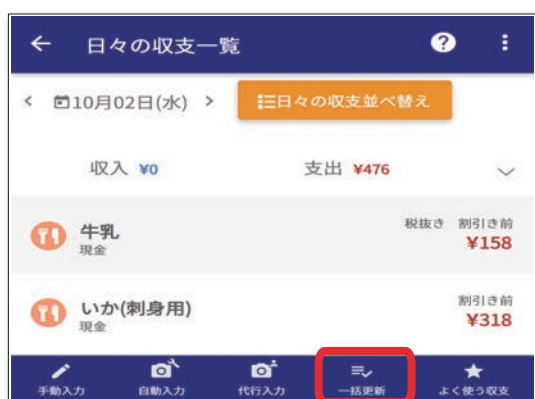 日々の収支一覧
10月02日(水)
日々の収支並べ替え
収入 ¥0 支出 ¥476
牛乳 税抜き 割引き前
現金 ¥158
いか(刺身用) 割引き前
現金 ¥318
手動入力 自動入力 代行入力 一括更新 よく使う収支